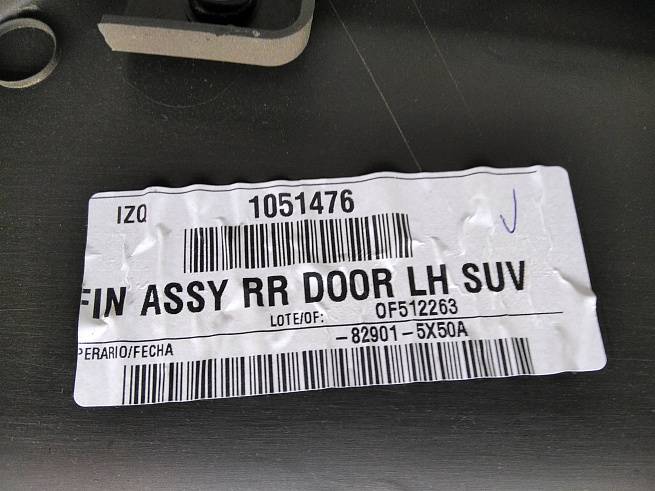 IZQ 1051476
FIN ASSY RR DOOR LH SUV
LOTE/OF: OF512263
PERARIO/FECHA -82901-5X50A